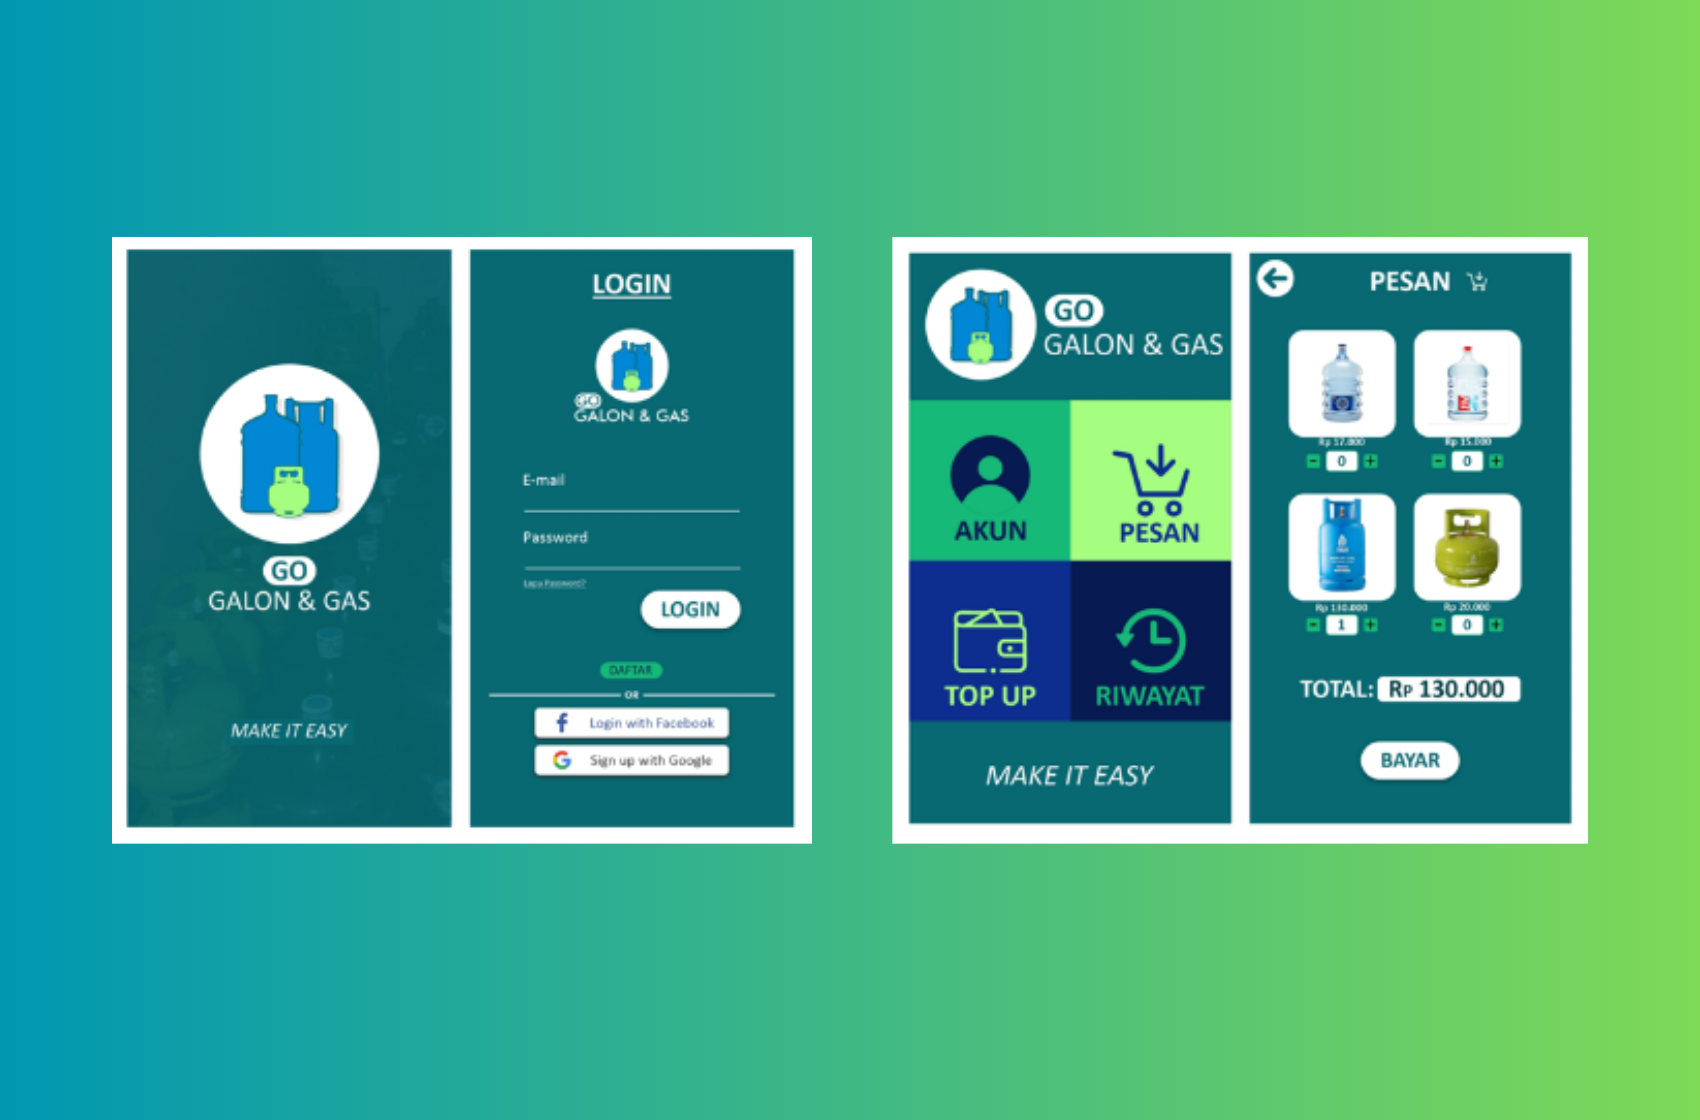 GO
GALON & GAS
MAKE IT EASY
LOGIN
GO
GALON & GAS
E-mail
Password
Lupa Password?
LOGIN
DAFTAR
OR
Login with Facebook
Sign up with Google
GO
GALON & GAS
AKUN
PESAN
TOP UP
RIWAYAT
MAKE IT EASY
PESAN
Rp 17.000
Rp 15.000
- 0 +
- 0 +
Rp 130.000
Rp 20.000
- 1 +
- 0 +
TOTAL: Rp 130.000
BAYAR